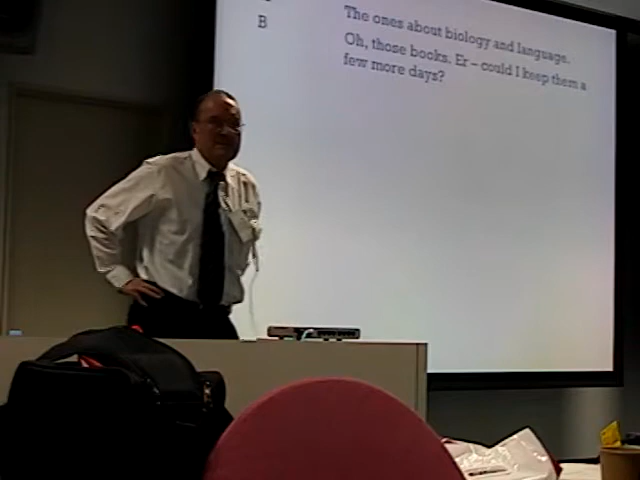 The ones about biology and language.
B
Oh, those books. Er – could I keep them a
few more days?